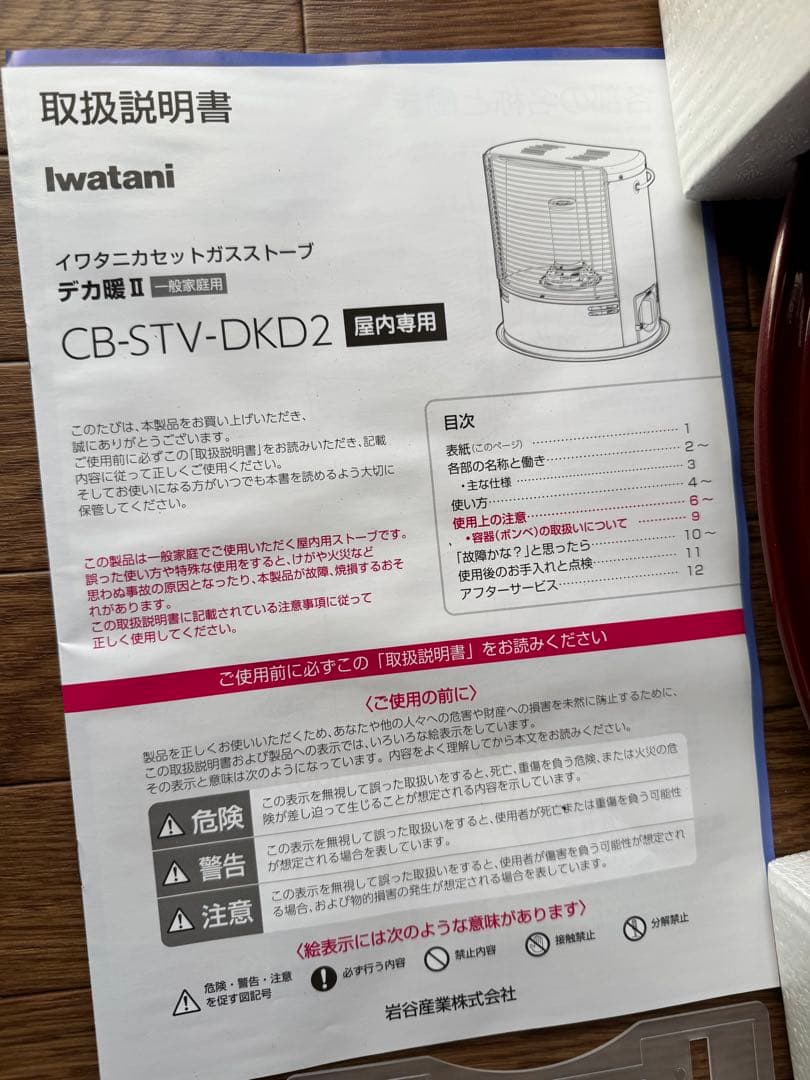 取扱説明書
Iwatani
イワタニカセットガスストーブ
デカ暖Ⅱ 一般家庭用
CB-STV-DKD2 屋内専用
このたびは、本製品をお買い上げいただき、
誠にありがとうございます。
ご使用前に必ずこの「取扱説明書」をお読みいただき、記載
内容に従って正しくご使用ください。
そしてお使いになる方がいつでも本書を読めるよう大切に
保管してください。
この製品は一般家庭でご使用いただく屋内用ストーブです。
誤った使い方や特殊な使用をすると、けがや火災など
思わぬ事故の原因となったり、本製品が故障、焼損するおそ
れがあります。
この取扱説明書に記載されている注意事項に従って
正しく使用してください。
目次
表紙(このページ) 1
各部の名称と働き 2～
・主な仕様 3
使い方 4～
使用上の注意 6～
・容器(ボンベ)の取扱いについて 9
「故障かな?」と思ったら 10～
使用後のお手入れと点検 11
アフターサービス 12
ご使用前に必ずこの「取扱説明書」をお読みください
〈ご使用の前に〉
製品を正しくお使いいただくため、あなたや他の人々への危害や財産への損害を未然に防止するために、
この取扱説明書および製品への表示では、いろいろな絵表示をしています。
その表示と意味は次のようになっています。内容をよく理解してから本文をお読みください。
危険
この表示を無視して誤った取扱いをすると、死亡、重傷を負う危険、または火災の危
険が差し迫って生じることが想定される内容を示しています。
警告
この表示を無視して誤った取扱いをすると、使用者が死亡または重傷を負う可能性
が想定される場合を表しています。
注意
この表示を無視して誤った取扱いをすると、使用者が傷害を負う可能性が想定され
る場合、および物的損害の発生が想定される場合を表しています。
〈絵表示には次のような意味があります〉
危険・警告・注意
を促す図記号
必ず行う内容
禁止内容
接触禁止
分解禁止
岩谷産業株式会社